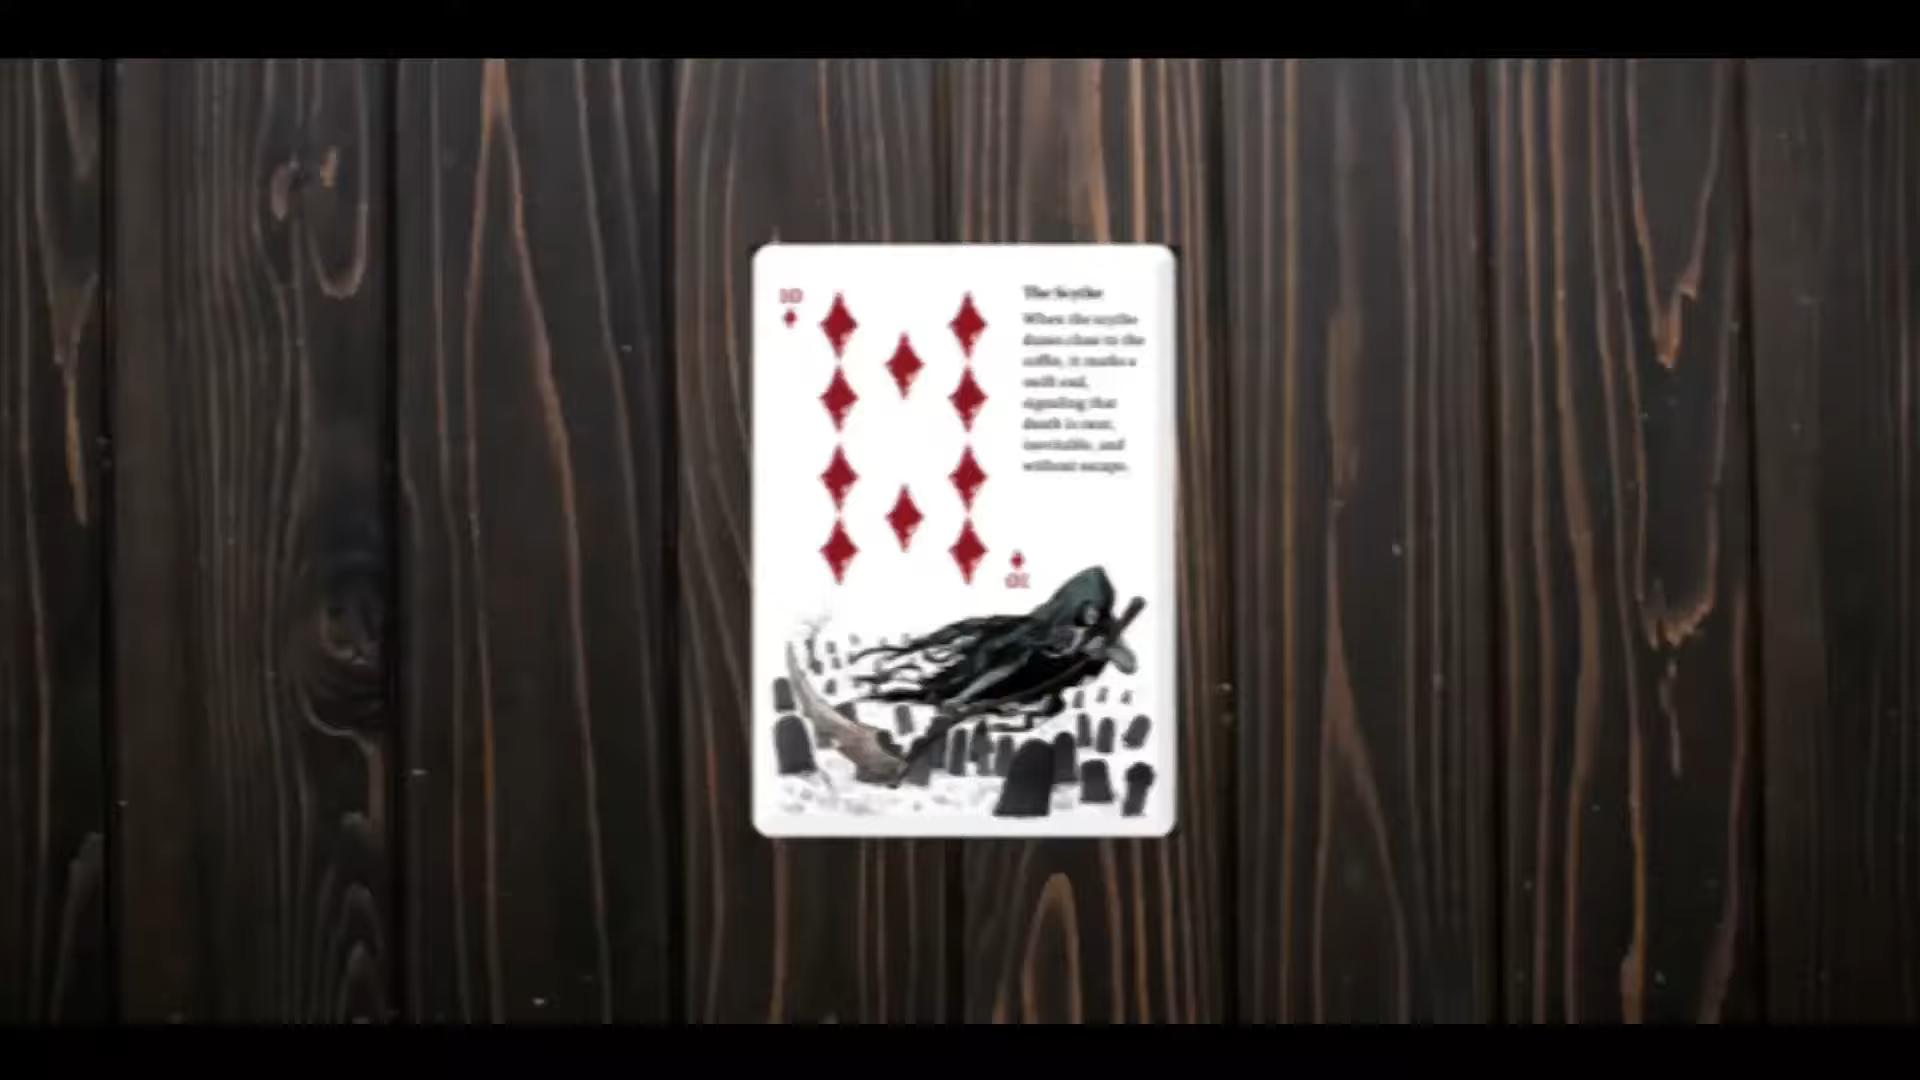 10
The Scythe
When the scythe
draws close to the
coffin, it marks a
swift end,
signaling that
death is near,
inevitable, and
without escape.
10